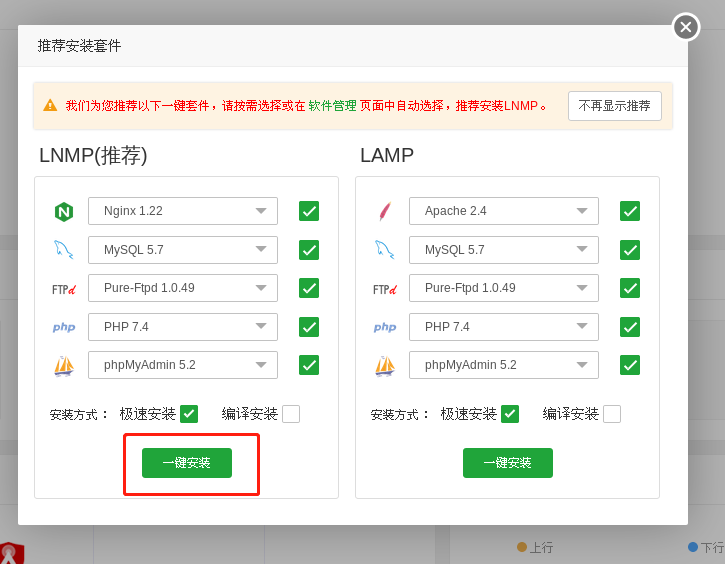 推荐安装套件
我们为您推荐以下一键套件，请按需选择或在 软件管理 页面中自动选择，推荐安装LNMP 。
不再显示推荐
LNMP(推荐)
Nginx 1.22
MySQL 5.7
FTPd
Pure-Ftpd 1.0.49
php
PHP 7.4
phpMyAdmin 5.2
安装方式： 极速安装 编译安装
一键安装
LAMP
Apache 2.4
MySQL 5.7
FTPd
Pure-Ftpd 1.0.49
php
PHP 7.4
phpMyAdmin 5.2
安装方式： 极速安装 编译安装
一键安装
上行
下行